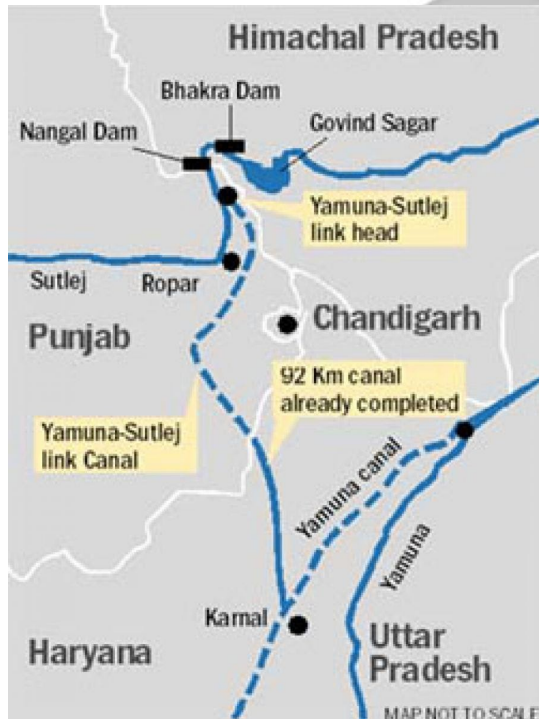 Himachal Pradesh
Bhakra Dam
Nangal Dam
Govind Sagar
Yamuna-Sutlej
link head
Sutlej
Ropar
Punjab
Chandigarh
92 Km canal
already completed
Yamuna-Sutlej
link Canal
Yamuna canal
Yamuna
Karnal
Haryana
Uttar
Pradesh
MAP NOT TO SCALE